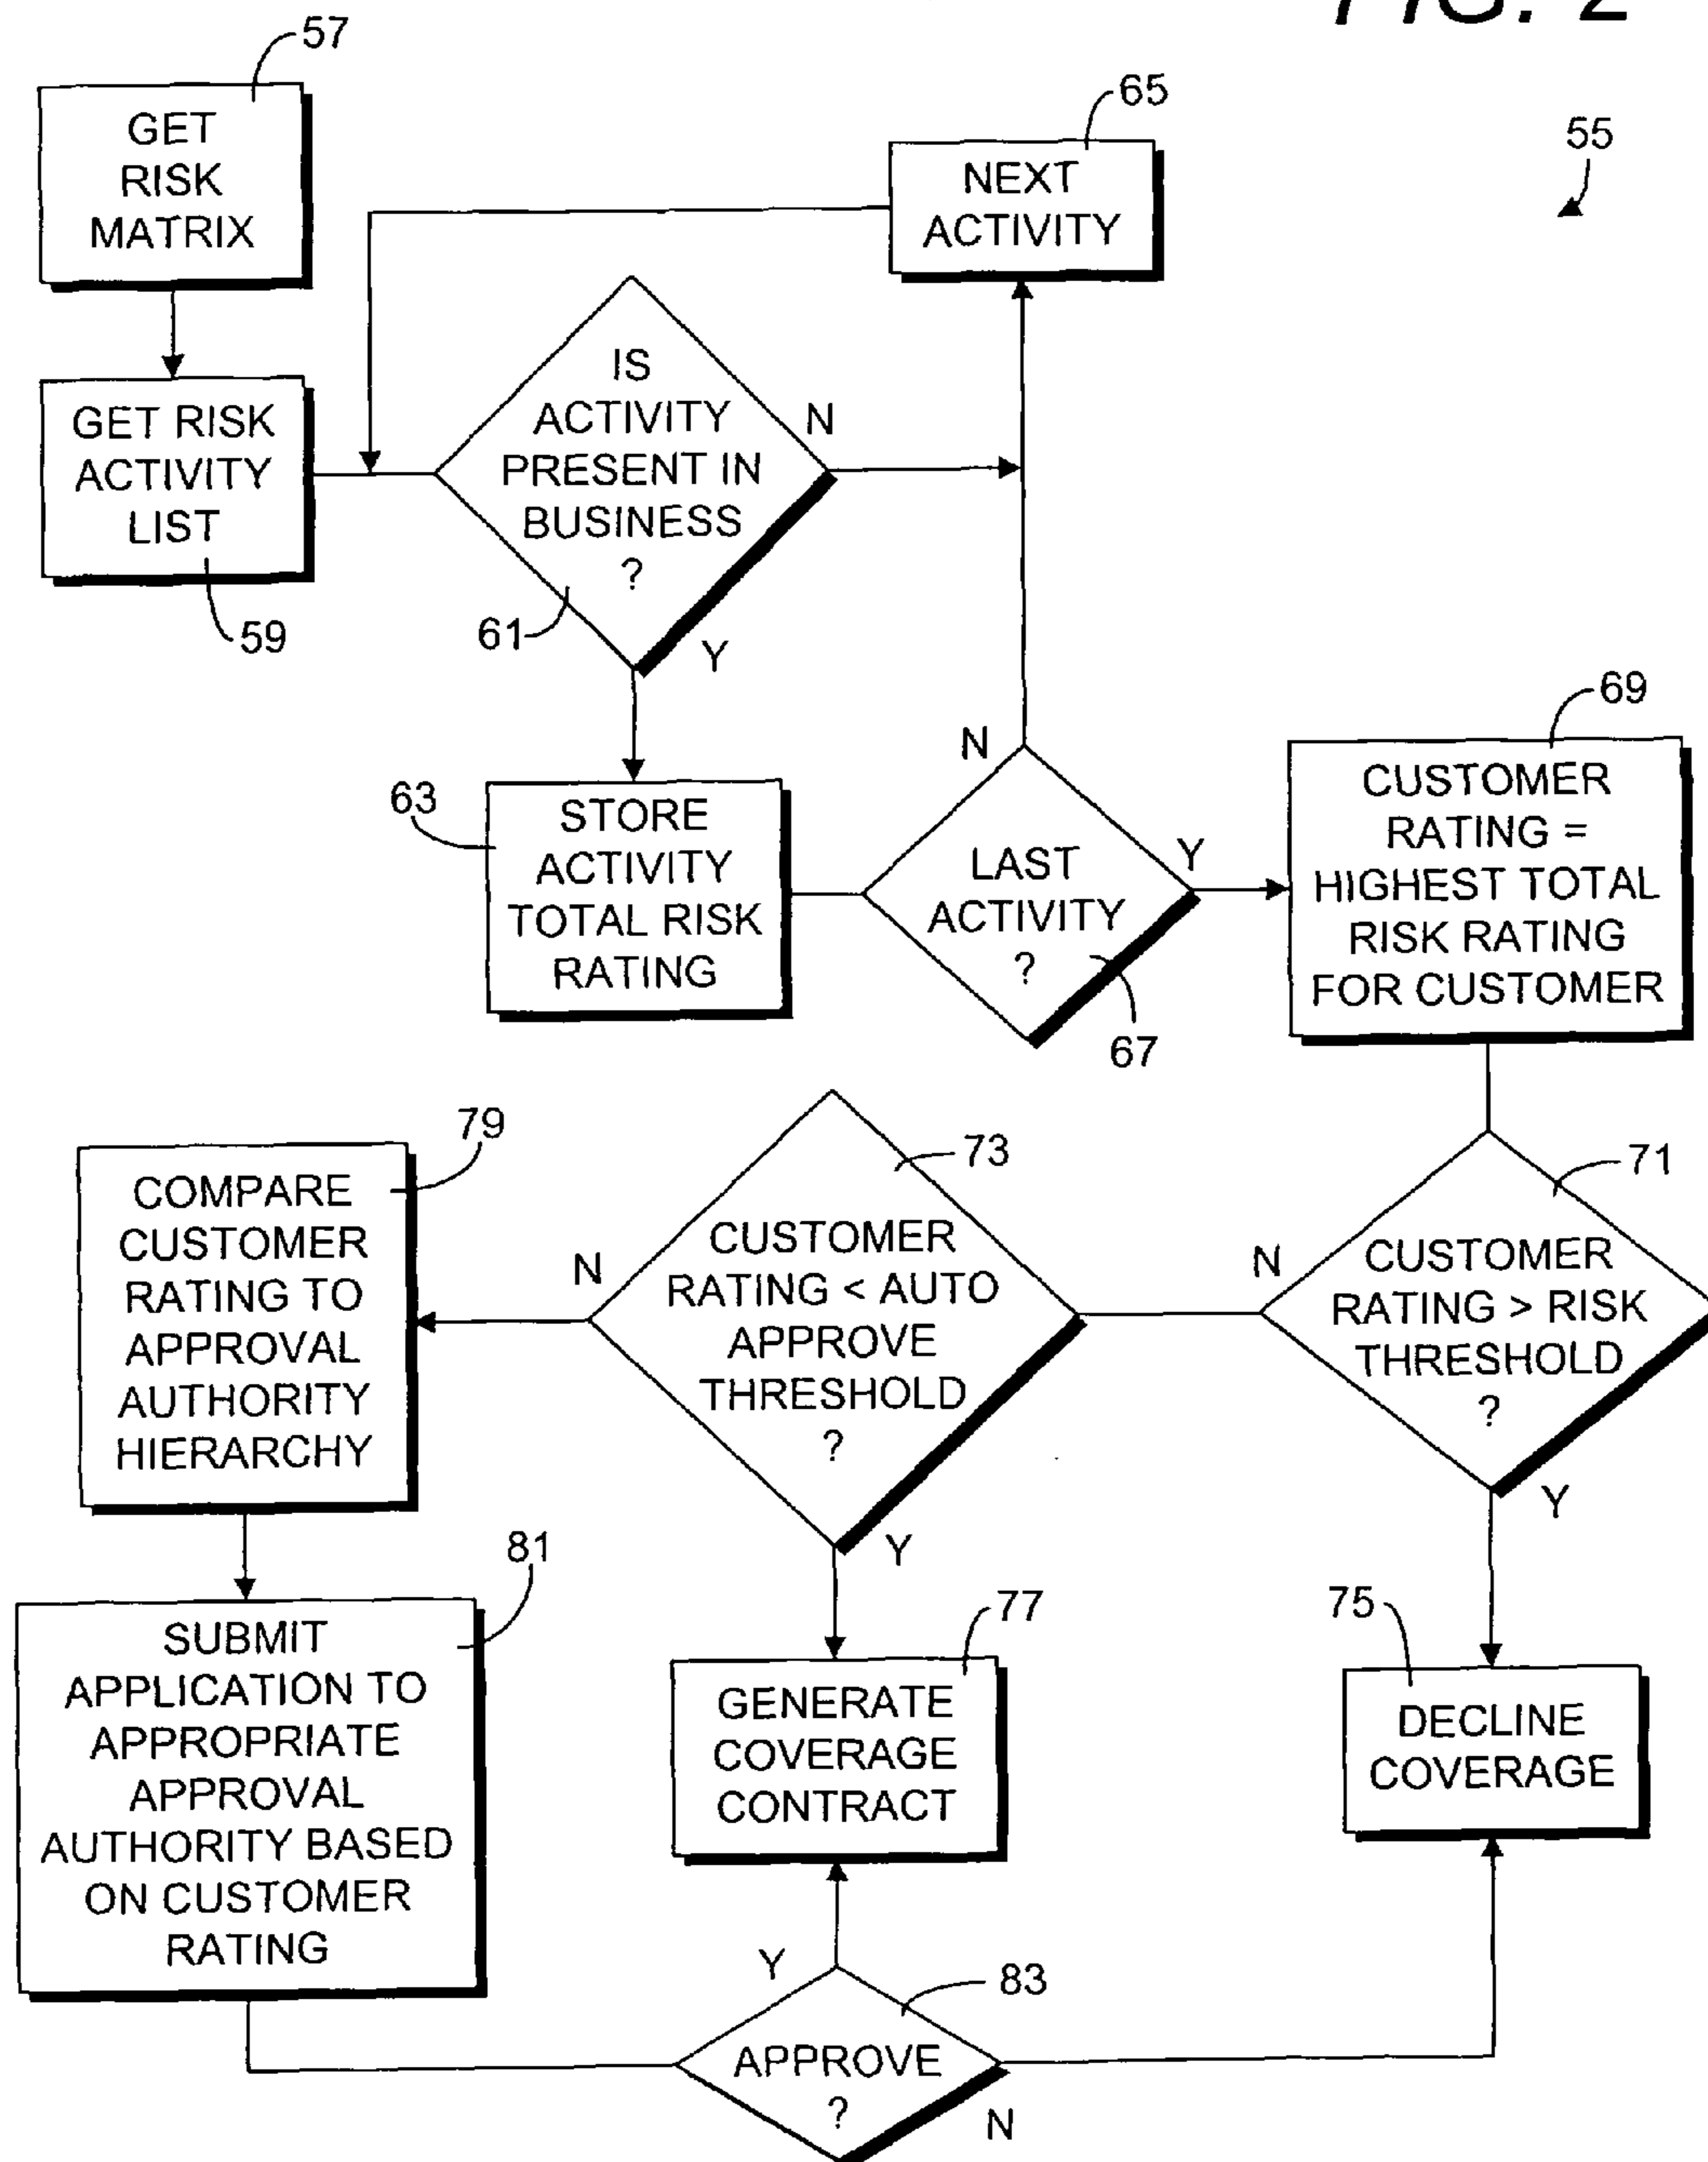 FIG. 2
57
GET
RISK
MATRIX
65
NEXT
ACTIVITY
55
GET RISK
ACTIVITY
LIST
59
IS
ACTIVITY
PRESENT IN
BUSINESS
?
N
61
Y
63
STORE
ACTIVITY
TOTAL RISK
RATING
N
LAST
ACTIVITY
?
Y
67
69
CUSTOMER
RATING =
HIGHEST TOTAL
RISK RATING
FOR CUSTOMER
79
COMPARE
CUSTOMER
RATING TO
APPROVAL
AUTHORITY
HIERARCHY
73
N
CUSTOMER
RATING < AUTO
APPROVE
THRESHOLD
?
Y
71
N
CUSTOMER
RATING > RISK
THRESHOLD
?
Y
81
SUBMIT
APPLICATION TO
APPROPRIATE
APPROVAL
AUTHORITY BASED
ON CUSTOMER
RATING
77
GENERATE
COVERAGE
CONTRACT
75
DECLINE
COVERAGE
Y
83
APPROVE
?
N